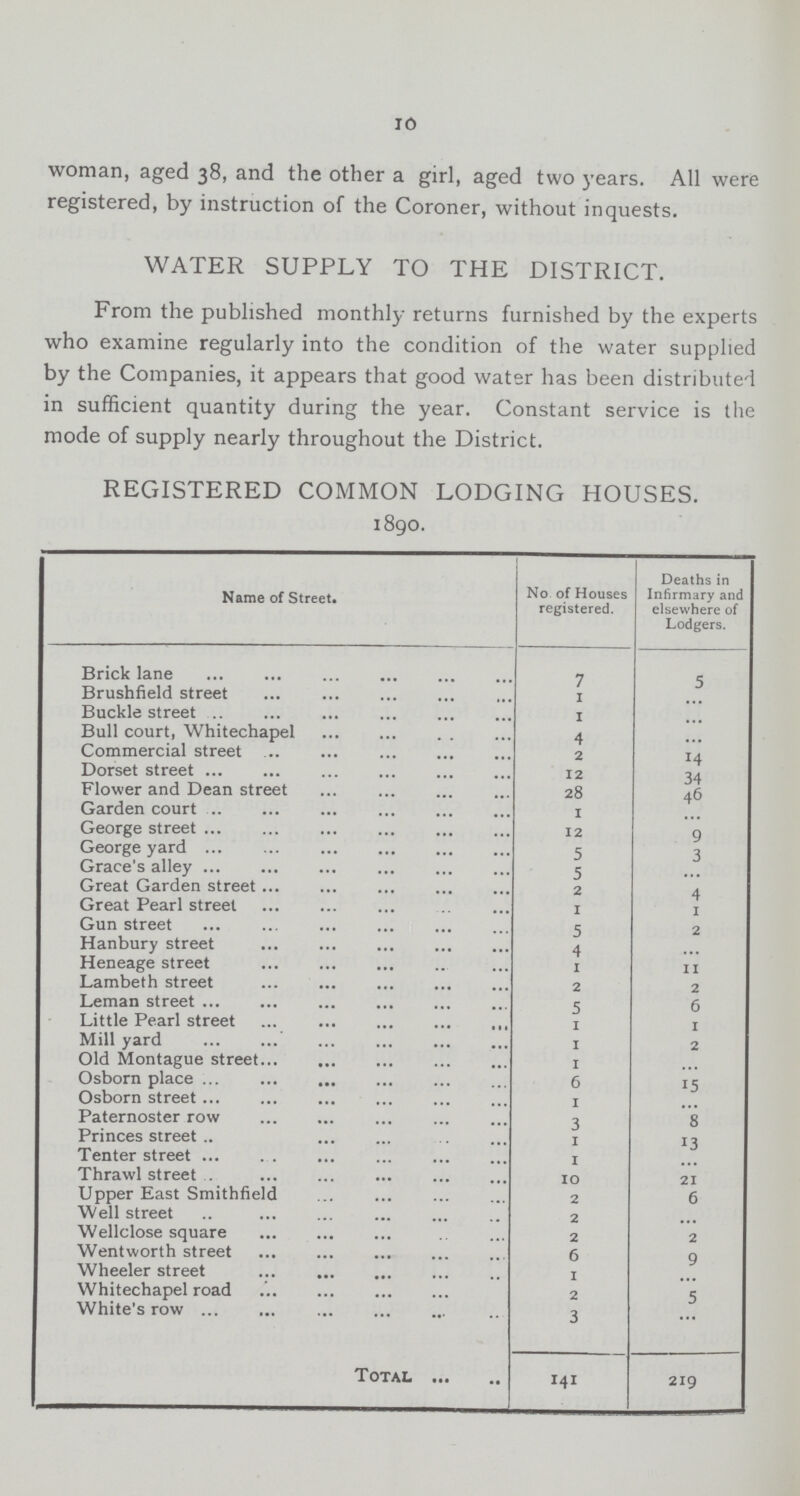 10
woman, aged 38, and the other a girl, aged two years. All were
registered, by instruction of the Coroner, without inquests.
WATER SUPPLY TO THE DISTRICT.
From the published monthly returns furnished by the experts
who examine regularly into the condition of the water supplied
by the Companies, it appears that good water has been distributed
in sufficient quantity during the year. Constant service is the
mode of supply nearly throughout the District.
REGISTERED COMMON LODGING HOUSES.
1890.
Name of Street. No. of Houses registered. Deaths in Infirmary and elsewhere of Lodgers.
Brick lane ... ... ... ... ... ... 7 5
Brushfield street ... ... ... ... ... 1 ...
Buckle street .. ... ... ... ... ... 1 ...
Bull court, Whitechapel ... ... .. ... 4 ...
Commercial street ... ... ... ... ... 2 14
Dorset street ... ... ... ... ... ... 12 34
Flower and Dean street ... ... ... ... 28 46
Garden court .. ... ... ... ... ... 1 ...
George street ... ... ... ... ... ... 12 9
George yard ... ... ... ... ... ... 5 3
Grace's alley ... ... ... ... ... ... 5 ...
Great Garden street ... ... ... ... ... 2 4
Great Pearl street ... ... ... .. ... 1 1
Gun street ... ... ... ... ... ... 5 2
Hanbury street ... ... ... ... ... 4 ...
Heneage street ... ... ... .. ... 1 11
Lambeth street ... ... ... ... ... 2 2
Leman street ... ... ... ... ... ... 5 6
Little Pearl street ... ... ... ... ... 1 1
Mill yard ... ... ... ... ... ... 1 2
Old Montague street... ... ... ... ... 1 ...
Osborn place ... ... ... ... ... ... 6 15
Osborn street ... ... ... ... ... ... 1 ...
Paternoster row ... ... ... ... ... 3 8
Princes street .. ... ... .. ... 1 13
Tenter street ... .. ... ... ... ... 1 ...
Thrawl street .. ... ... ... ... ... 10 21
Upper East Smithfield ... ... ... ... 2 6
Well street .. ... ... ... ... .. 2 ...
Wellclose square ... ... ... .. ... 2 2
Wentworth street ... ... ... ... ... 6 9
Wheeler street ... ... ... ... .. 1 ...
Whitechapel road ... ... ... ... 2 5
White's row ... ... ... ... ... .. 3 ...
TOTAL ... .. 141 219